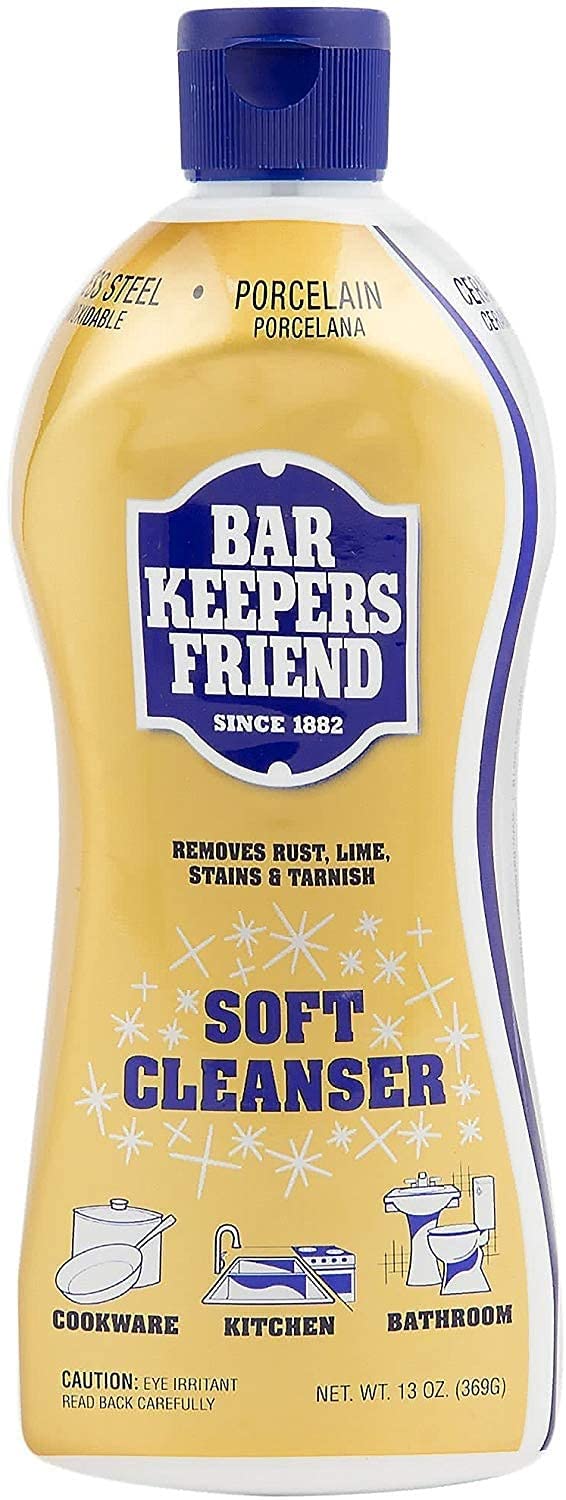 STEEL • PORCELAIN
PORCELANA
BAR
KEEPERS
FRIEND
SINCE 1882
REMOVES RUST, LIME,
STAINS & TARNISH
SOFT
CLEANSER
COOKWARE
KITCHEN
BATHROOM
CAUTION: EYE IRRITANT
READ BACK CAREFULLY
NET. WT. 13 OZ. (369G)